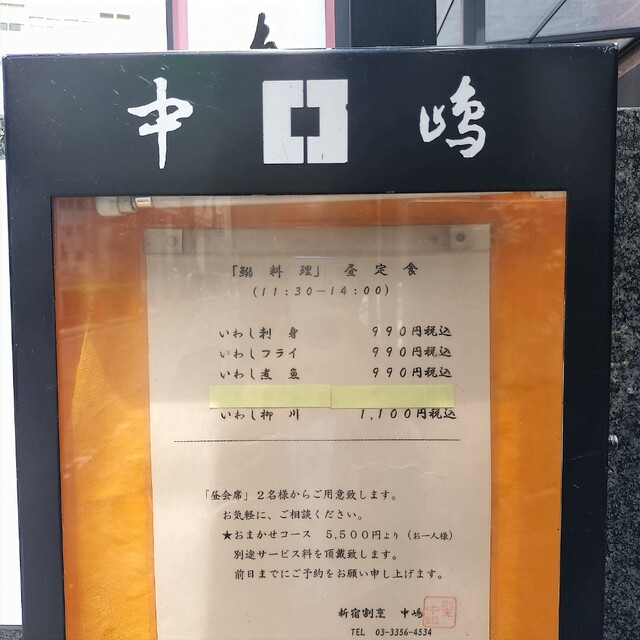 中 嶋
「鰯 料 理」 昼 定 食
(11:30－14:00)
いわし刺 身 990円税込
いわしフライ 990円税込
いわし煮 魚 990円税込
いわし柳 川 1,100円税込
「昼会席」２名様からご用意致します。
お気軽に、ご相談ください。
★おまかせコース 5,500円より（お一人様）
別途サービス料を頂戴致します。
前日までにご予約をお願い申し上げます。
新宿割烹 中嶋
TEL 03-3356-4534